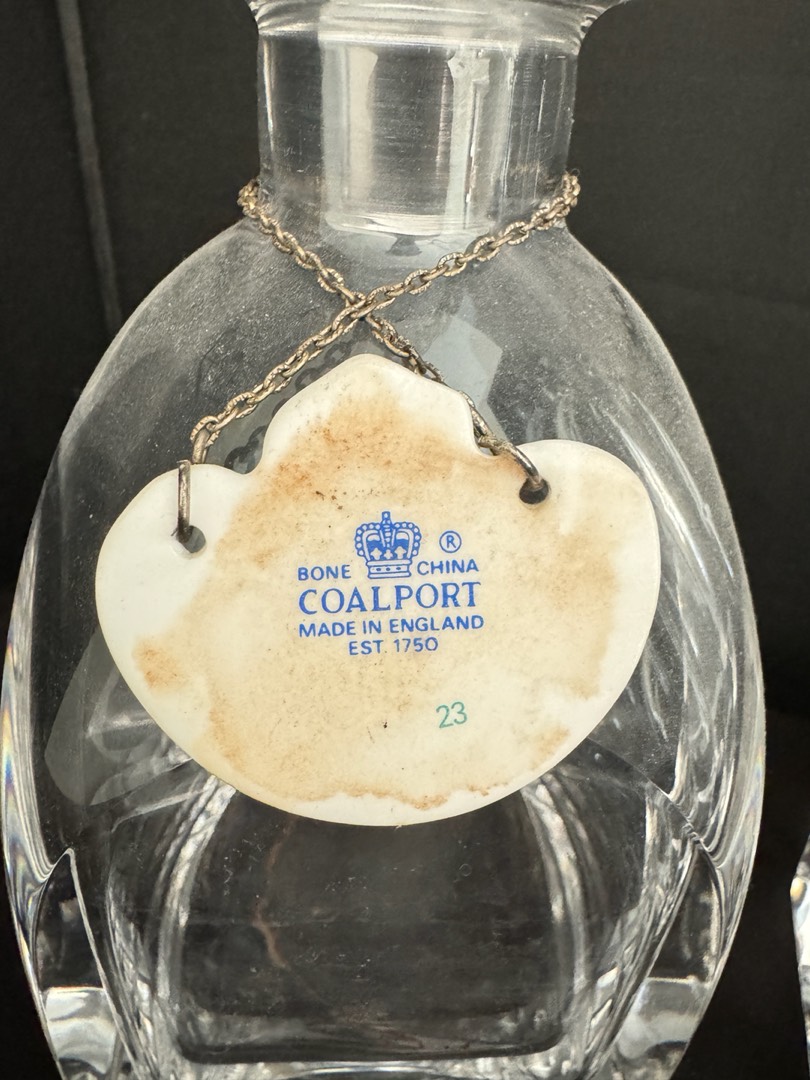 ®
BONE CHINA
COALPORT
MADE IN ENGLAND
EST. 1750
23